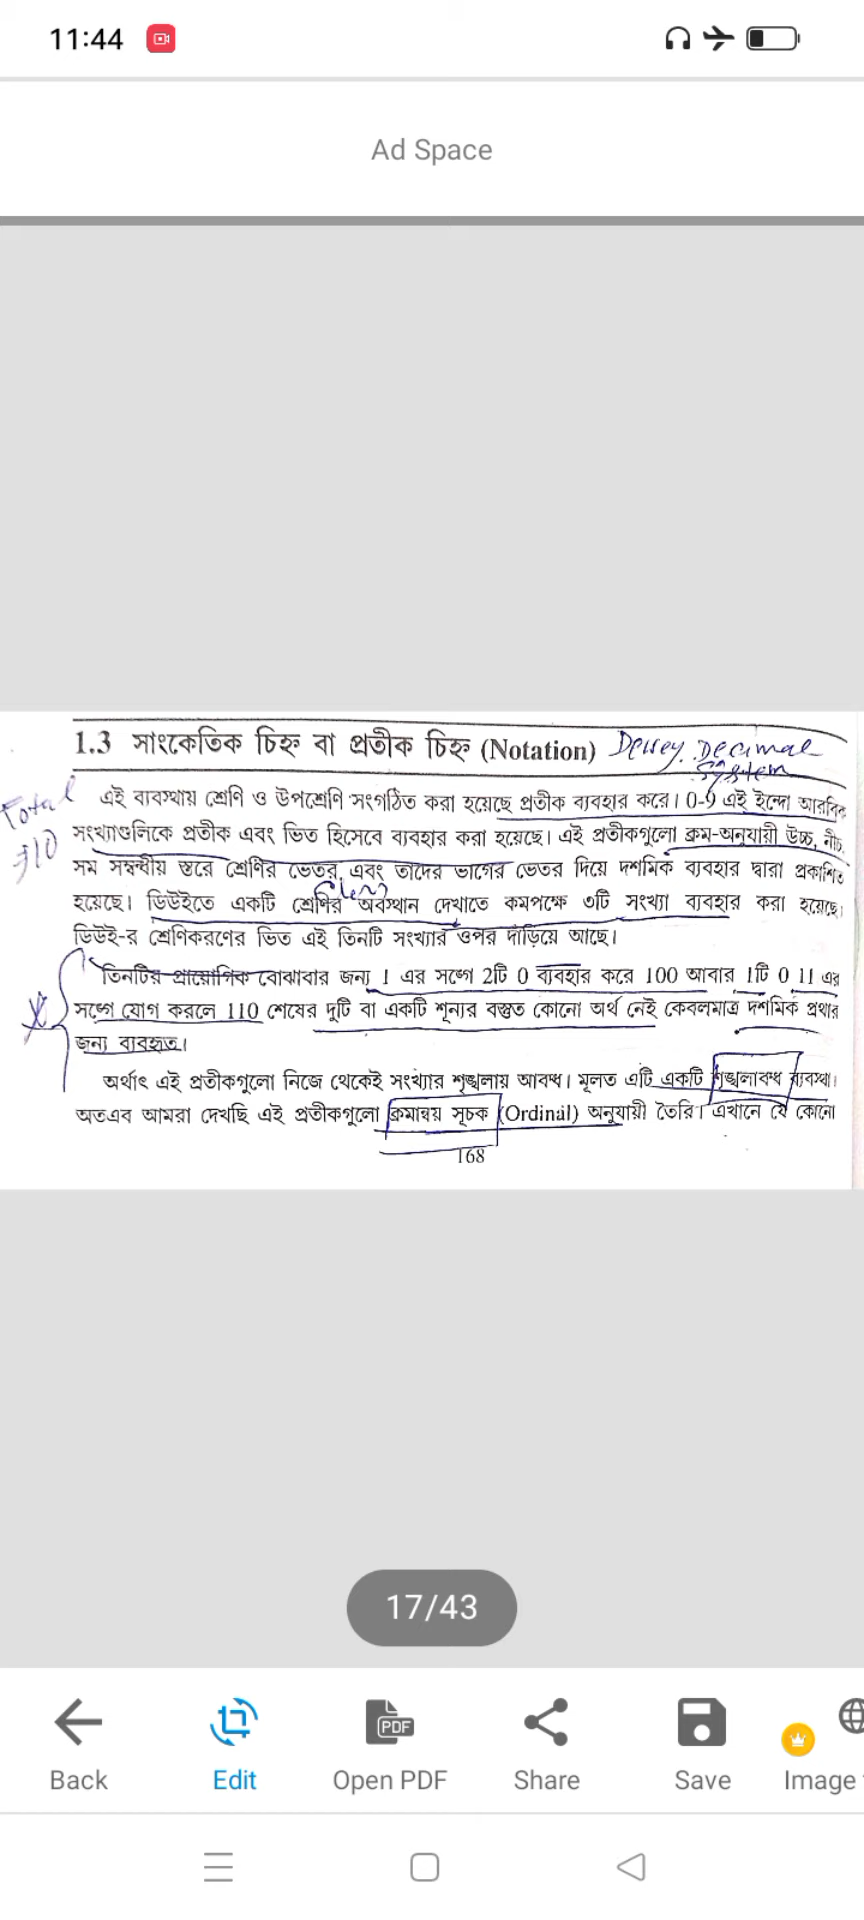 11:44
Ad Space
1.3 সাংকেতিক চিহ্ন বা প্রতীক চিহ্ন (Notation) Dewey Decimal
System
Total
এই ব্যবস্থায় শ্রেণি ও উপশ্রেণি সংগঠিত করা হয়েছে প্রতীক ব্যবহার করে। 0-9 এই ইন্দো আরবিক
সংখ্যাগুলিকে প্রতীক এবং ভিত হিসেবে ব্যবহার করা হয়েছে। এই প্রতীকগুলো ক্রম-অনুযায়ী উচ্চ, নীচ,
10
সম সম্বন্ধীয় স্তরে শ্রেণির ভেতর, এবং তাদের ভাগের ভেতর দিয়ে দশমিক ব্যবহার দ্বারা প্রকাশিত
হয়েছে। ডিউইতে একটি শ্রেণির অবস্থান দেখাতে কমপক্ষে ৩টি সংখ্যা ব্যবহার করা হয়েছে।
ডিউই-র শ্রেণিকরণের ভিত এই তিনটি সংখ্যার ওপর দাঁড়িয়ে আছে।
তিনটির প্রায়োগিক বোঝাবার জন্য 1 এর সঙ্গে 2টি 0 ব্যবহার করে 100 আবার 1টি 0 11 এর
সঙ্গে যোগ করলে 110 শেষের দুটি বা একটি শূন্যর বস্তুত কোনো অর্থ নেই কেবলমাত্র দশমিক প্রথার
জন্য ব্যবহৃত।
অর্থাৎ এই প্রতীকগুলো নিজে থেকেই সংখ্যার শৃঙ্খলায় আবদ্ধ। মূলত এটি একটি শৃঙ্খলাবদ্ধ ব্যবস্থা।
অতএব আমরা দেখছি এই প্রতীকগুলো ক্রমান্বয় সূচক (Ordinal) অনুযায়ী তৈরি। এখানে যে কোনো
168
17/43
PDF
Back Edit Open PDF Share Save Image